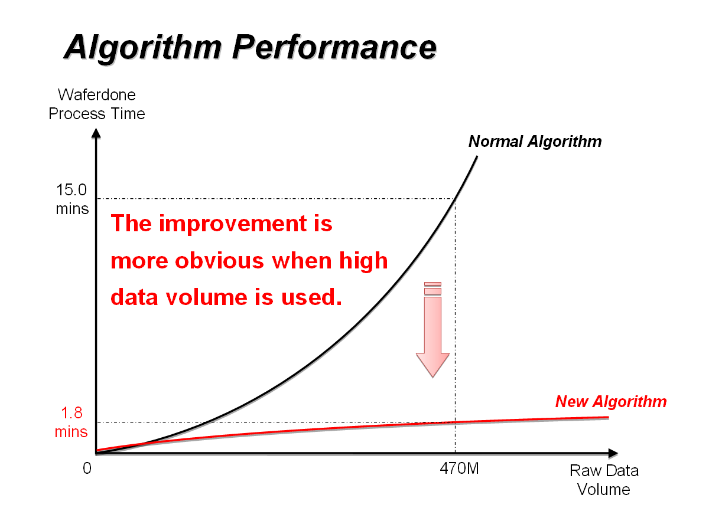 Algorithm Performance
Waferdone
Process Time
Normal Algorithm
15.0
mins
The improvement is
more obvious when high
data volume is used.
New Algorithm
1.8
mins
0
470M
Raw Data
Volume